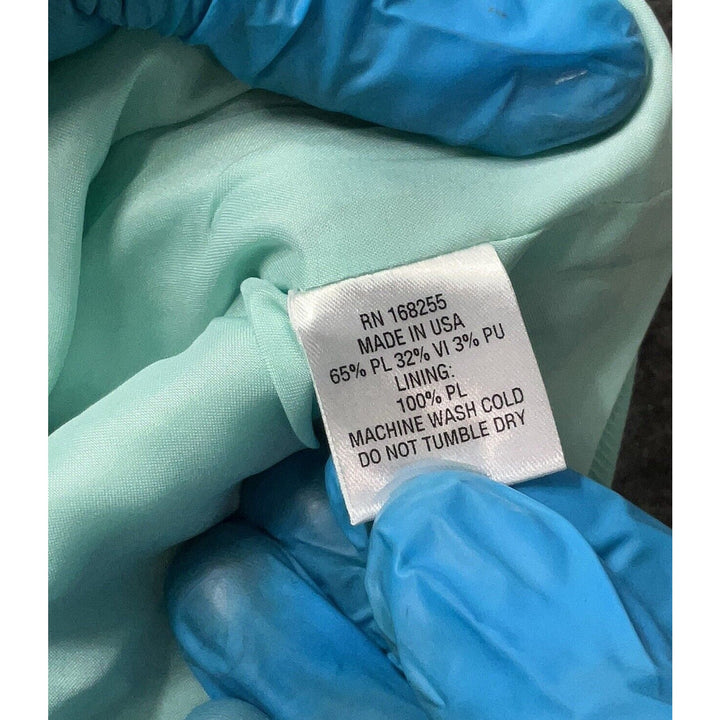 RN 168255
MADE IN USA
65% PL 32% VI 3% PU
LINING:
100% PL
MACHINE WASH COLD
DO NOT TUMBLE DRY